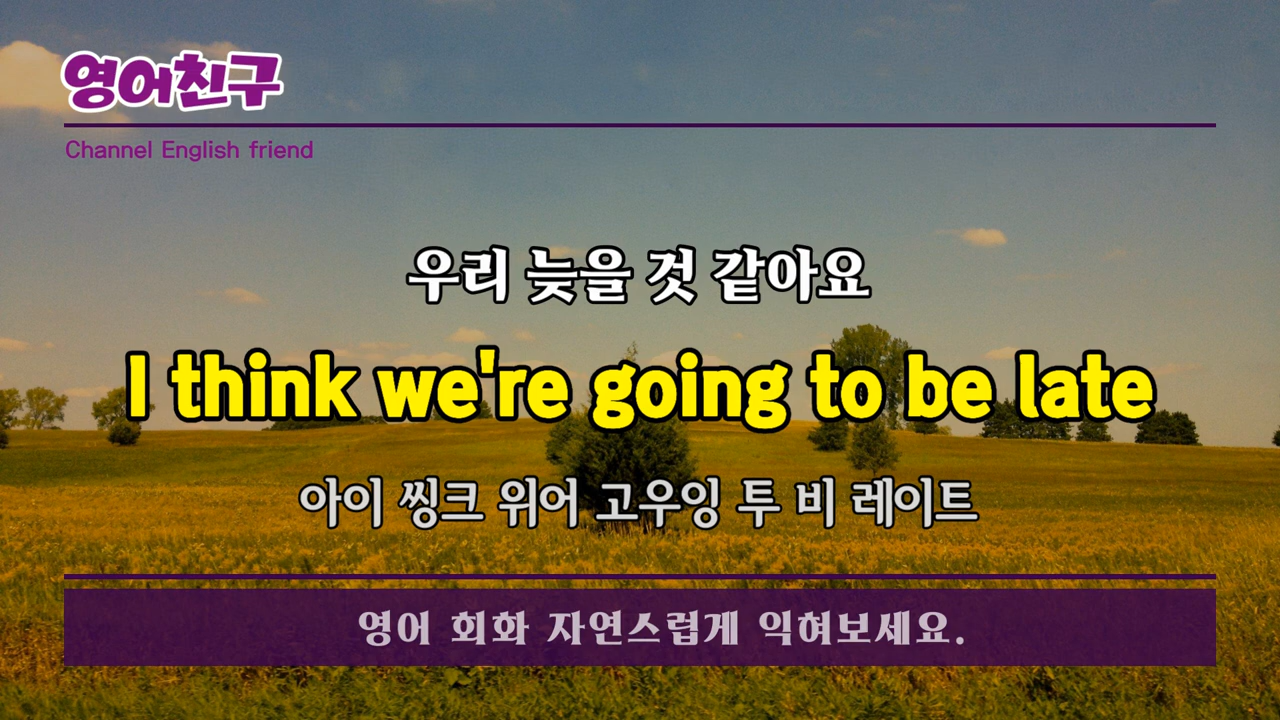 영어친구
Channel English friend
우리 늦을 것 같아요
I think we're going to be late
아이 씽크 위어 고우잉 투 비 레이트
영어 회화 자연스럽게 익혀보세요.